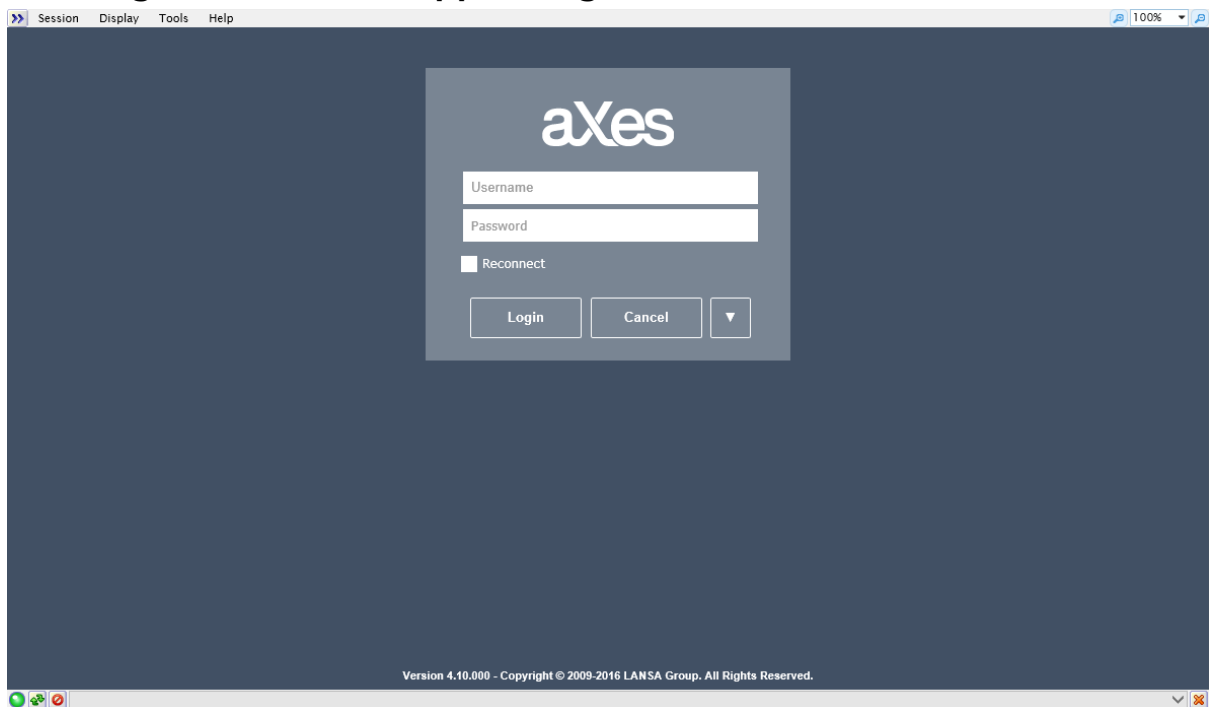 Session Display Tools Help 100%
aXes
Username
Password
Reconnect
Login Cancel ▼
Version 4.10.000 - Copyright © 2009-2016 LANSA Group. All Rights Reserved.